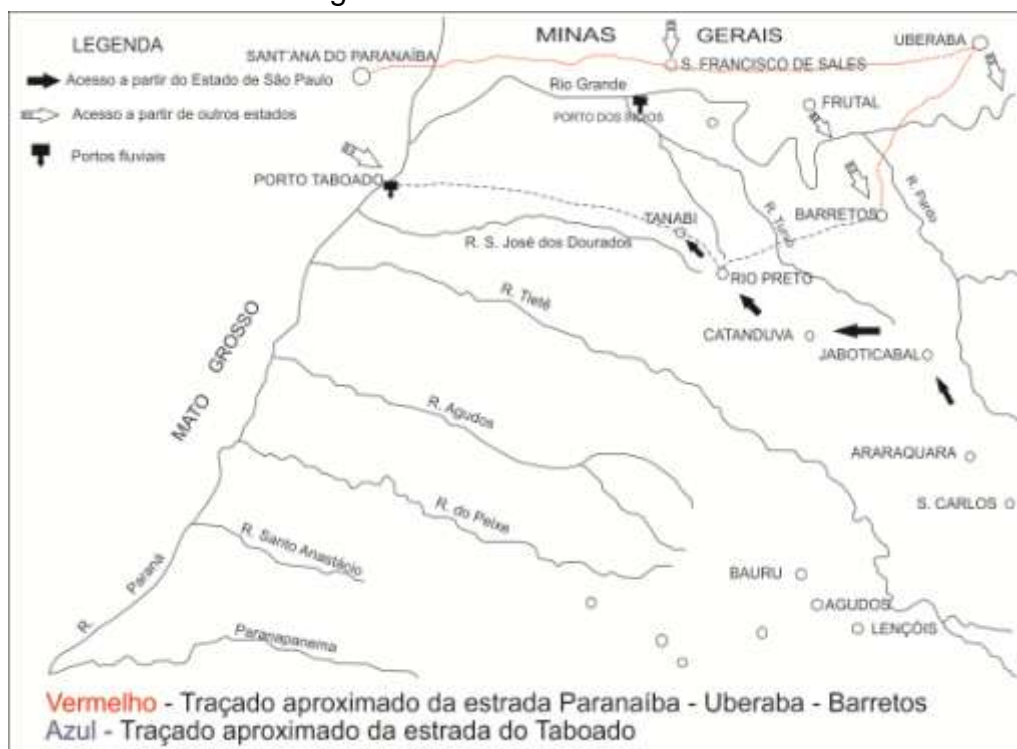 LEGENDA
Acesso a partir do Estado de São Paulo
Acesso a partir de outros estados
Portos fluviais
MINAS GERAIS
SANT'ANA DO PARANAÍBA
UBERABA
S. FRANCISCO DE SALES
Rio Grande
FRUTAL
PORTO DOS ÍNDIOS
PORTO TABOADO
BARRETOS
R. Pardo
TANABI
R. Turvo
R. S. José dos Dourados
RIO PRETO
R. Tietê
CATANDUVA
JABOTICABAL
MATO GROSSO
R. Agudos
ARARAQUARA
S. CARLOS
R. do Peixe
R. Santo Anastácio
BAURU
R. Paraná
AGUDOS
LENÇÓIS
Paranapanema
Vermelho - Traçado aproximado da estrada Paranaíba - Uberaba - Barretos
Azul - Traçado aproximado da estrada do Taboado